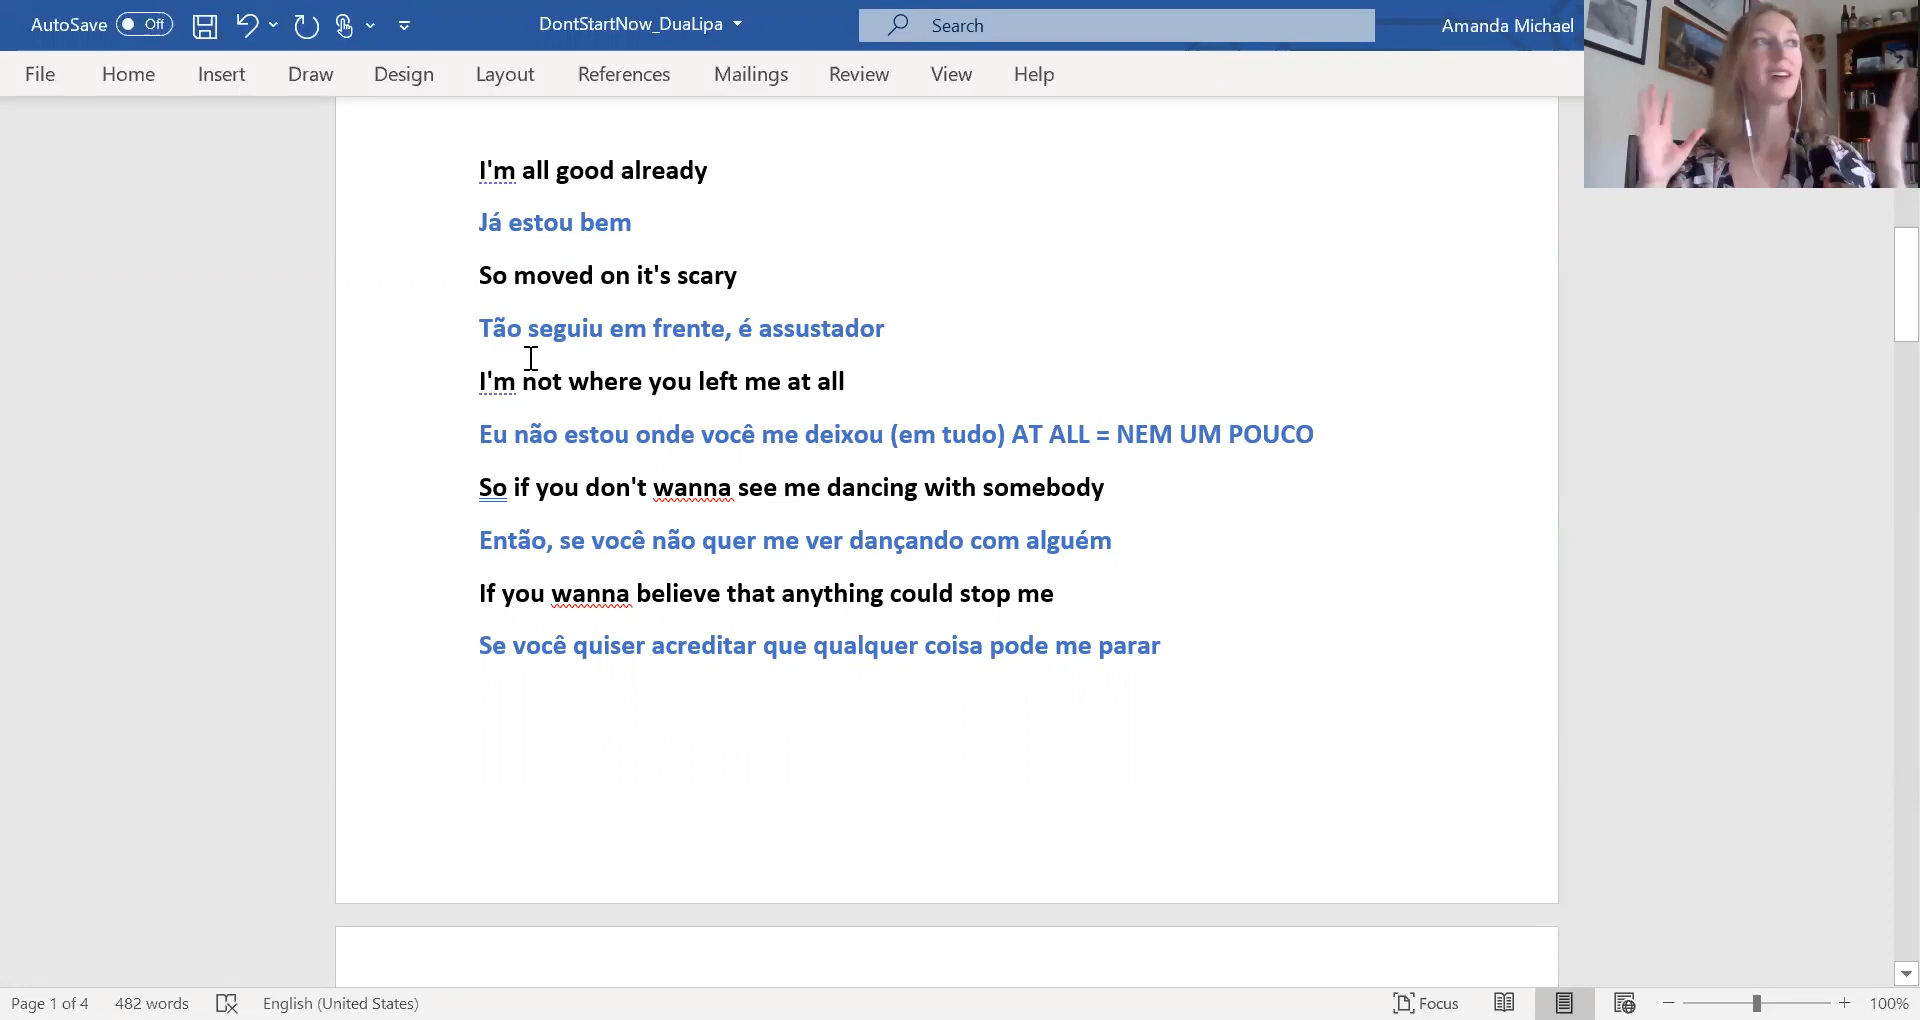 AutoSave Off DontStartNow_DuaLipa Search Amanda Michael
File Home Insert Draw Design Layout References Mailings Review View Help
I'm all good already
Já estou bem
So moved on it's scary
Tão seguiu em frente, é assustador
I'm not where you left me at all
Eu não estou onde você me deixou (em tudo) AT ALL = NEM UM POUCO
So if you don't wanna see me dancing with somebody
Então, se você não quer me ver dançando com alguém
If you wanna believe that anything could stop me
Se você quiser acreditar que qualquer coisa pode me parar
Page 1 of 4 482 words English (United States) Focus 100%